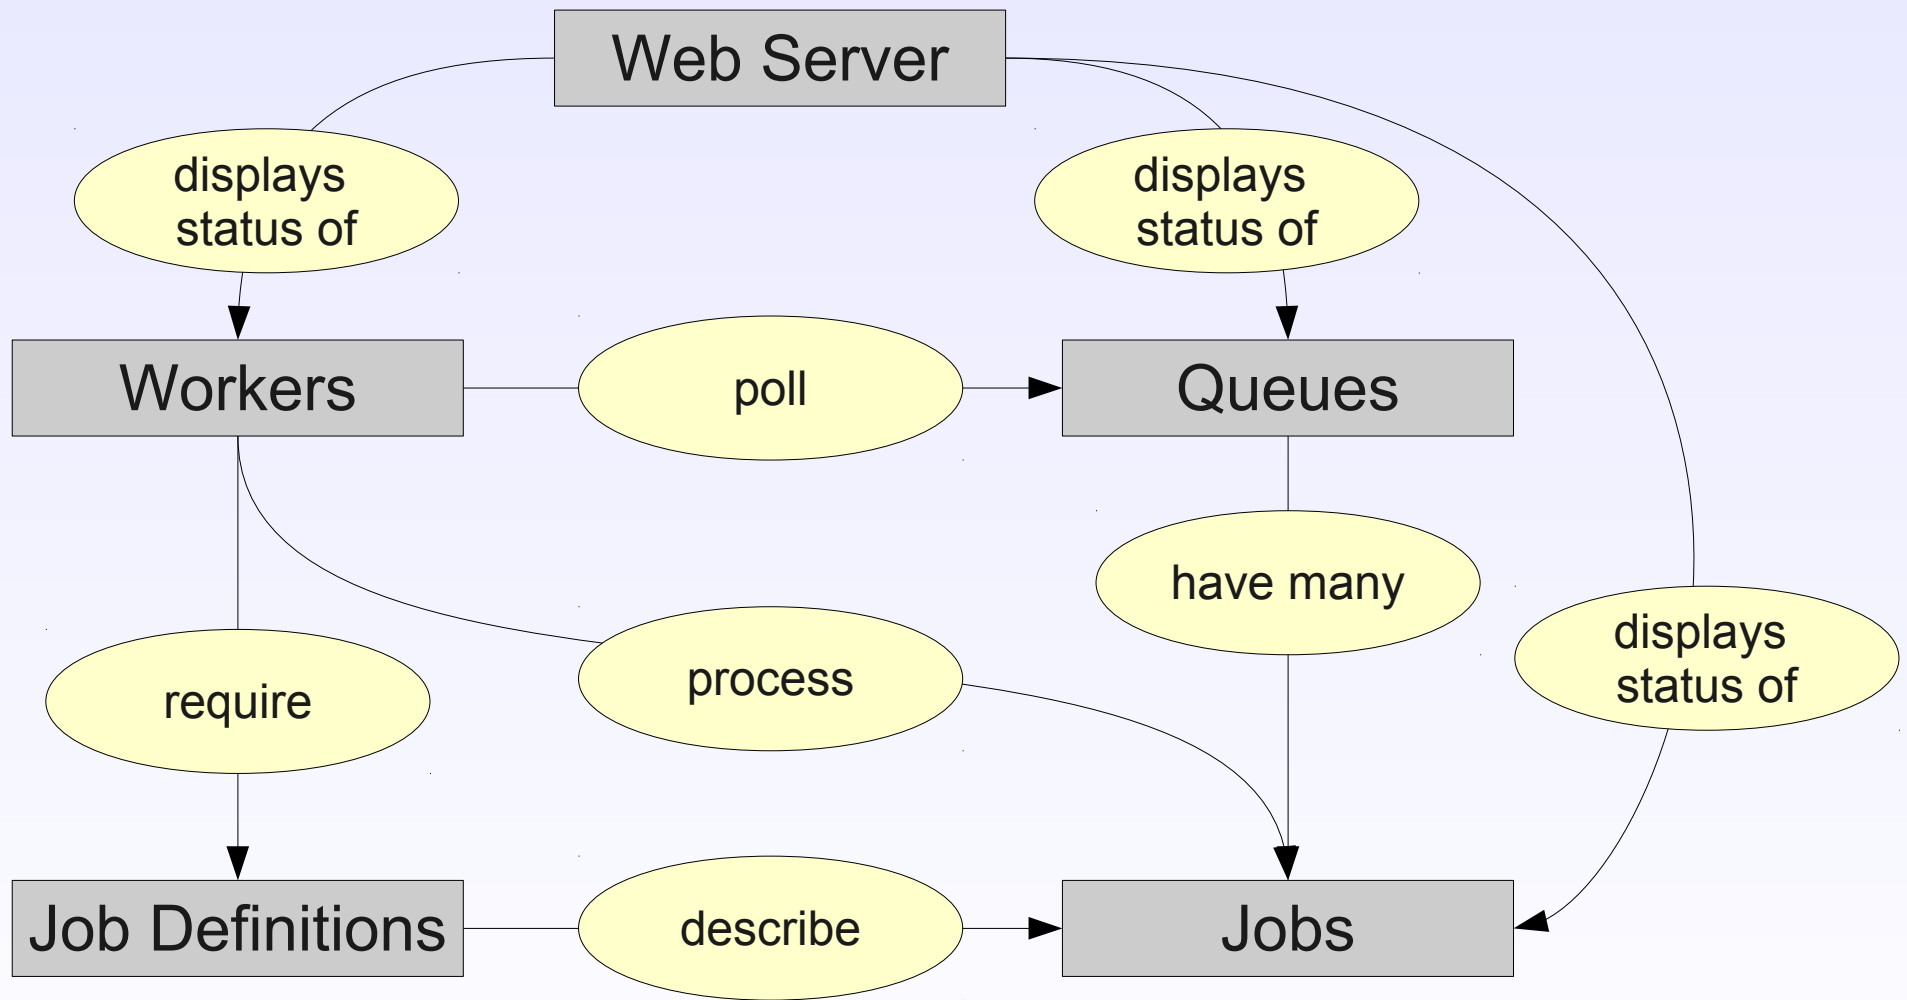 Web Server
displays
status of
displays
status of
Workers
poll
Queues
have many
displays
status of
process
require
Job Definitions
describe
Jobs